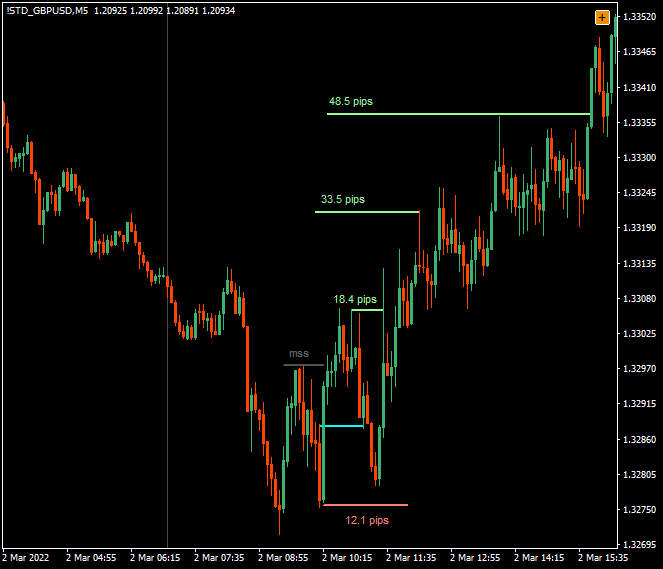 !STD_GBPUSD,M5 1.20925 1.20992 1.20891 1.20934
+
1.33520
1.33465
1.33410
48.5 pips
1.33355
1.33300
33.5 pips
1.33245
1.33190
1.33135
18.4 pips
1.33080
1.33025
mss
1.32970
1.32915
1.32860
1.32805
1.32750
12.1 pips
1.32695
2 Mar 2022 2 Mar 04:55 2 Mar 06:15 2 Mar 07:35 2 Mar 08:55 2 Mar 10:15 2 Mar 11:35 2 Mar 12:55 2 Mar 14:15 2 Mar 15:35